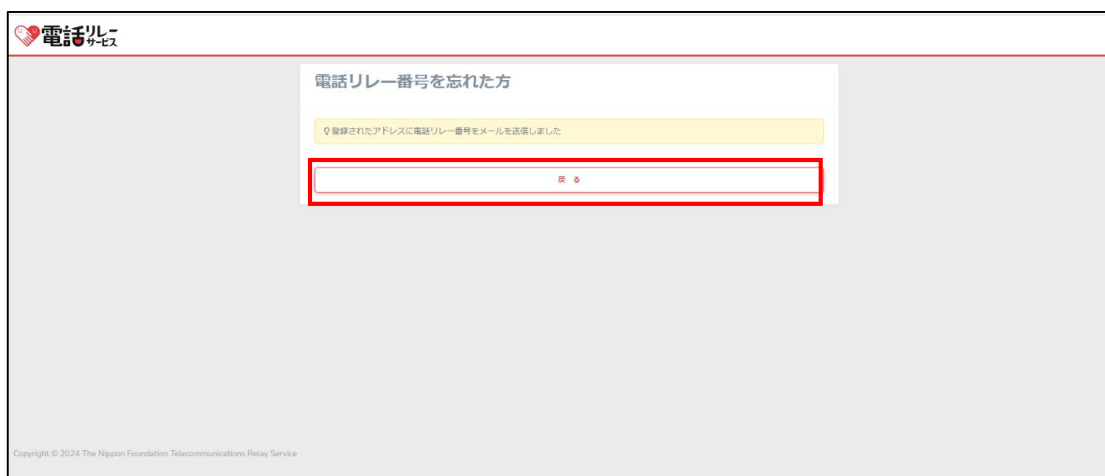 電話リレーサービス
電話リレー番号を忘れた方
登録されたアドレスに電話リレー番号をメールを送信しました
戻 る
Copyright © 2024 The Nippon Foundation Telecommunications Relay Service